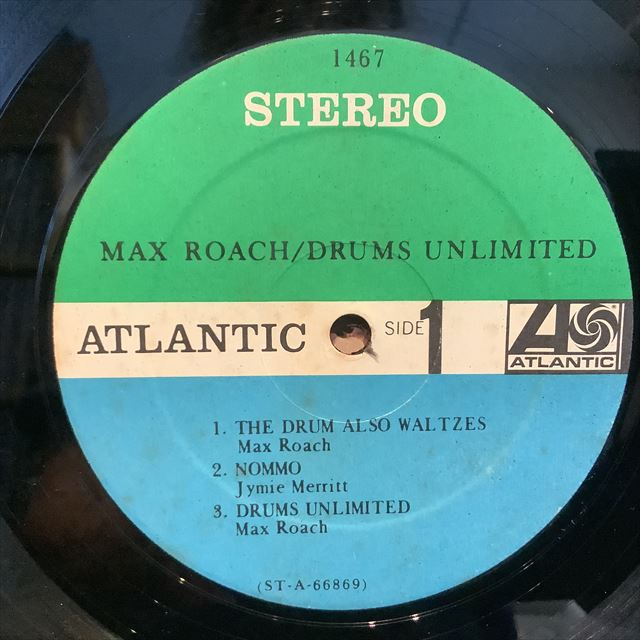 1467
STEREO
MAX ROACH/DRUMS UNLIMITED
ATLANTIC SIDE 1
ATLANTIC
1. THE DRUM ALSO WALTZES
Max Roach
2. NOMMO
Jymie Merritt
3. DRUMS UNLIMITED
Max Roach
(ST-A-66869)